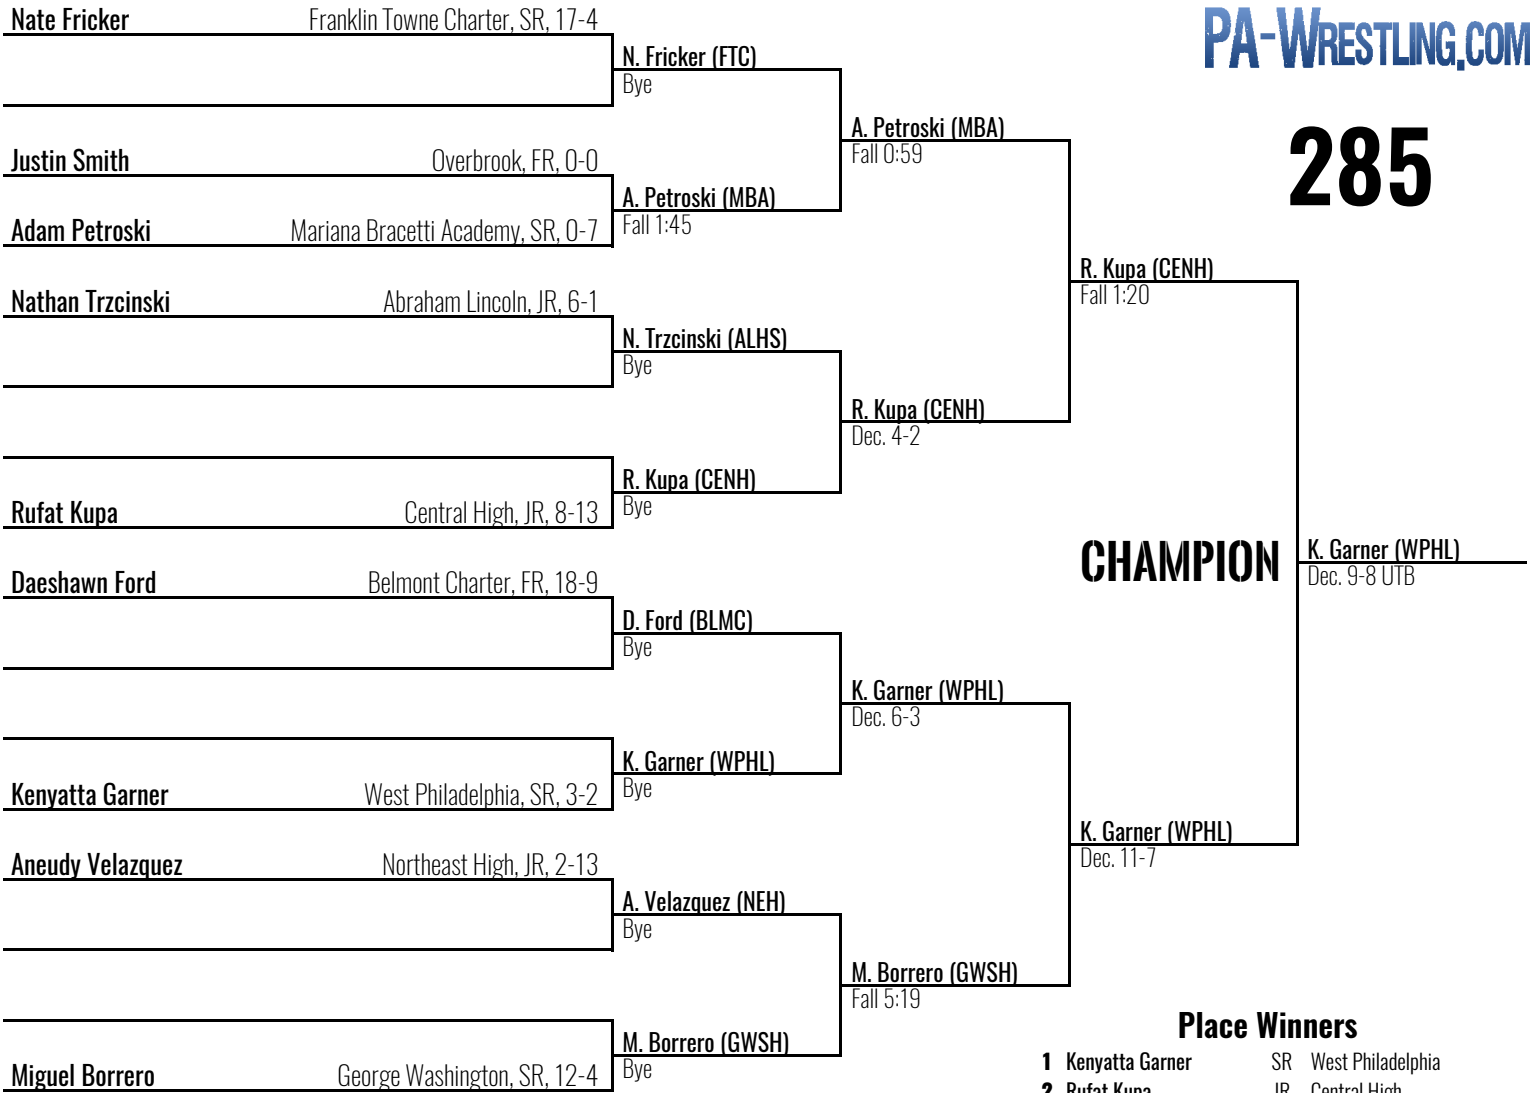 PA-WRESTLING.COM
285
Nate Fricker Franklin Towne Charter, SR, 17-4
N. Fricker (FTC)
Bye
Justin Smith Overbrook, FR, 0-0
Adam Petroski Mariana Bracetti Academy, SR, 0-7
A. Petroski (MBA)
Fall 1:45
A. Petroski (MBA)
Fall 0:59
Nathan Trzcinski Abraham Lincoln, JR, 6-1
N. Trzcinski (ALHS)
Bye
Rufat Kupa Central High, JR, 8-13
R. Kupa (CENH)
Bye
R. Kupa (CENH)
Dec. 4-2
R. Kupa (CENH)
Fall 1:20
Daeshawn Ford Belmont Charter, FR, 18-9
D. Ford (BLMC)
Bye
Kenyatta Garner West Philadelphia, SR, 3-2
K. Garner (WPHL)
Bye
K. Garner (WPHL)
Dec. 6-3
Aneudy Velazquez Northeast High, JR, 2-13
A. Velazquez (NEH)
Bye
Miguel Borrero George Washington, SR, 12-4
M. Borrero (GWSH)
Bye
M. Borrero (GWSH)
Fall 5:19
K. Garner (WPHL)
Dec. 11-7
CHAMPION
K. Garner (WPHL)
Dec. 9-8 UTB
Place Winners
1 Kenyatta Garner SR West Philadelphia
2 Rufat Kupa JR Central High